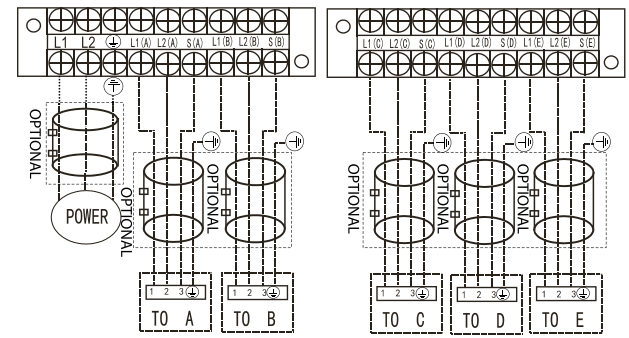 L1 L2 L1(A) L2(A) S(A) L1(B) L2(B) S(B)
L1(C) L2(C) S(C) L1(D) L2(D) S(D) L1(E) L2(E) S(E)
OPTIONAL
OPTIONAL
OPTIONAL
OPTIONAL
OPTIONAL
OPTIONAL
POWER
1 2 3
1 2 3
1 2 3
1 2 3
1 2 3
TO A
TO B
TO C
TO D
TO E